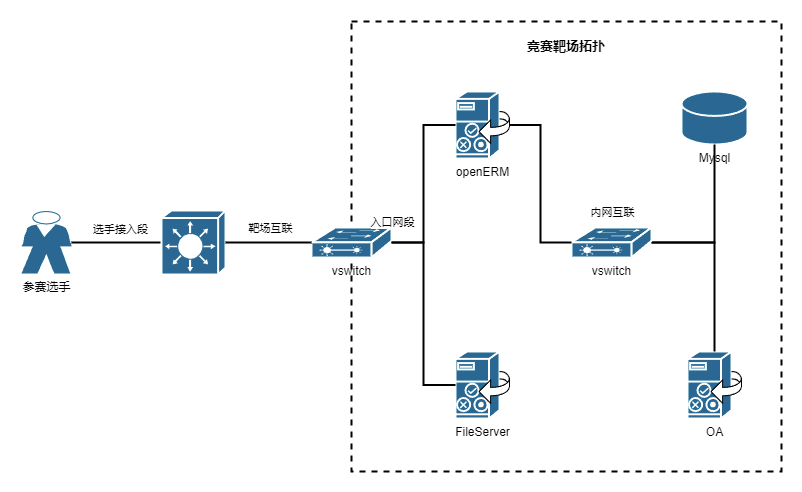 竞赛靶场拓扑
openERM
Mysql
选手接入段
靶场互联
入口网段
内网互联
参赛选手
vswitch
vswitch
FileServer
OA